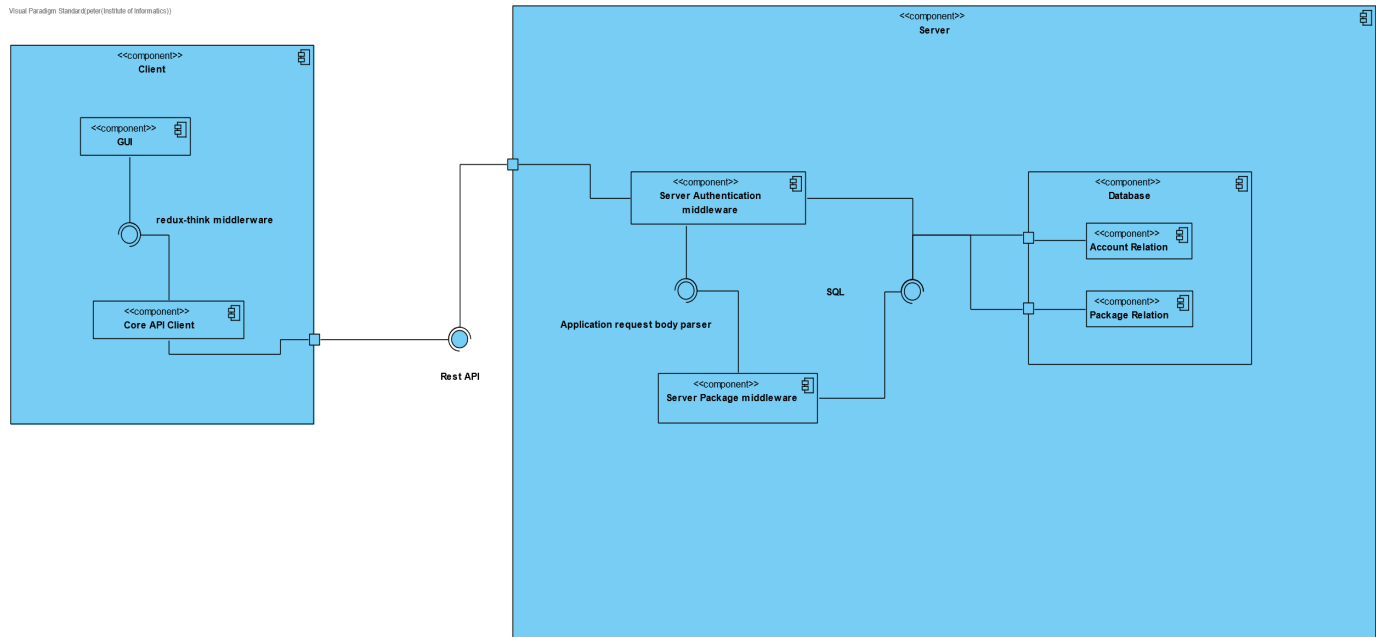 Visual Paradigm Standard(peter(Institute of Informatics))
<<component>>
Server
<<component>>
Client
<<component>>
GUI
redux-think middlerware
<<component>>
Core API Client
Rest API
<<component>>
Server Authentication
middleware
Application request body parser
<<component>>
Server Package middleware
SQL
<<component>>
Database
<<component>>
Account Relation
<<component>>
Package Relation